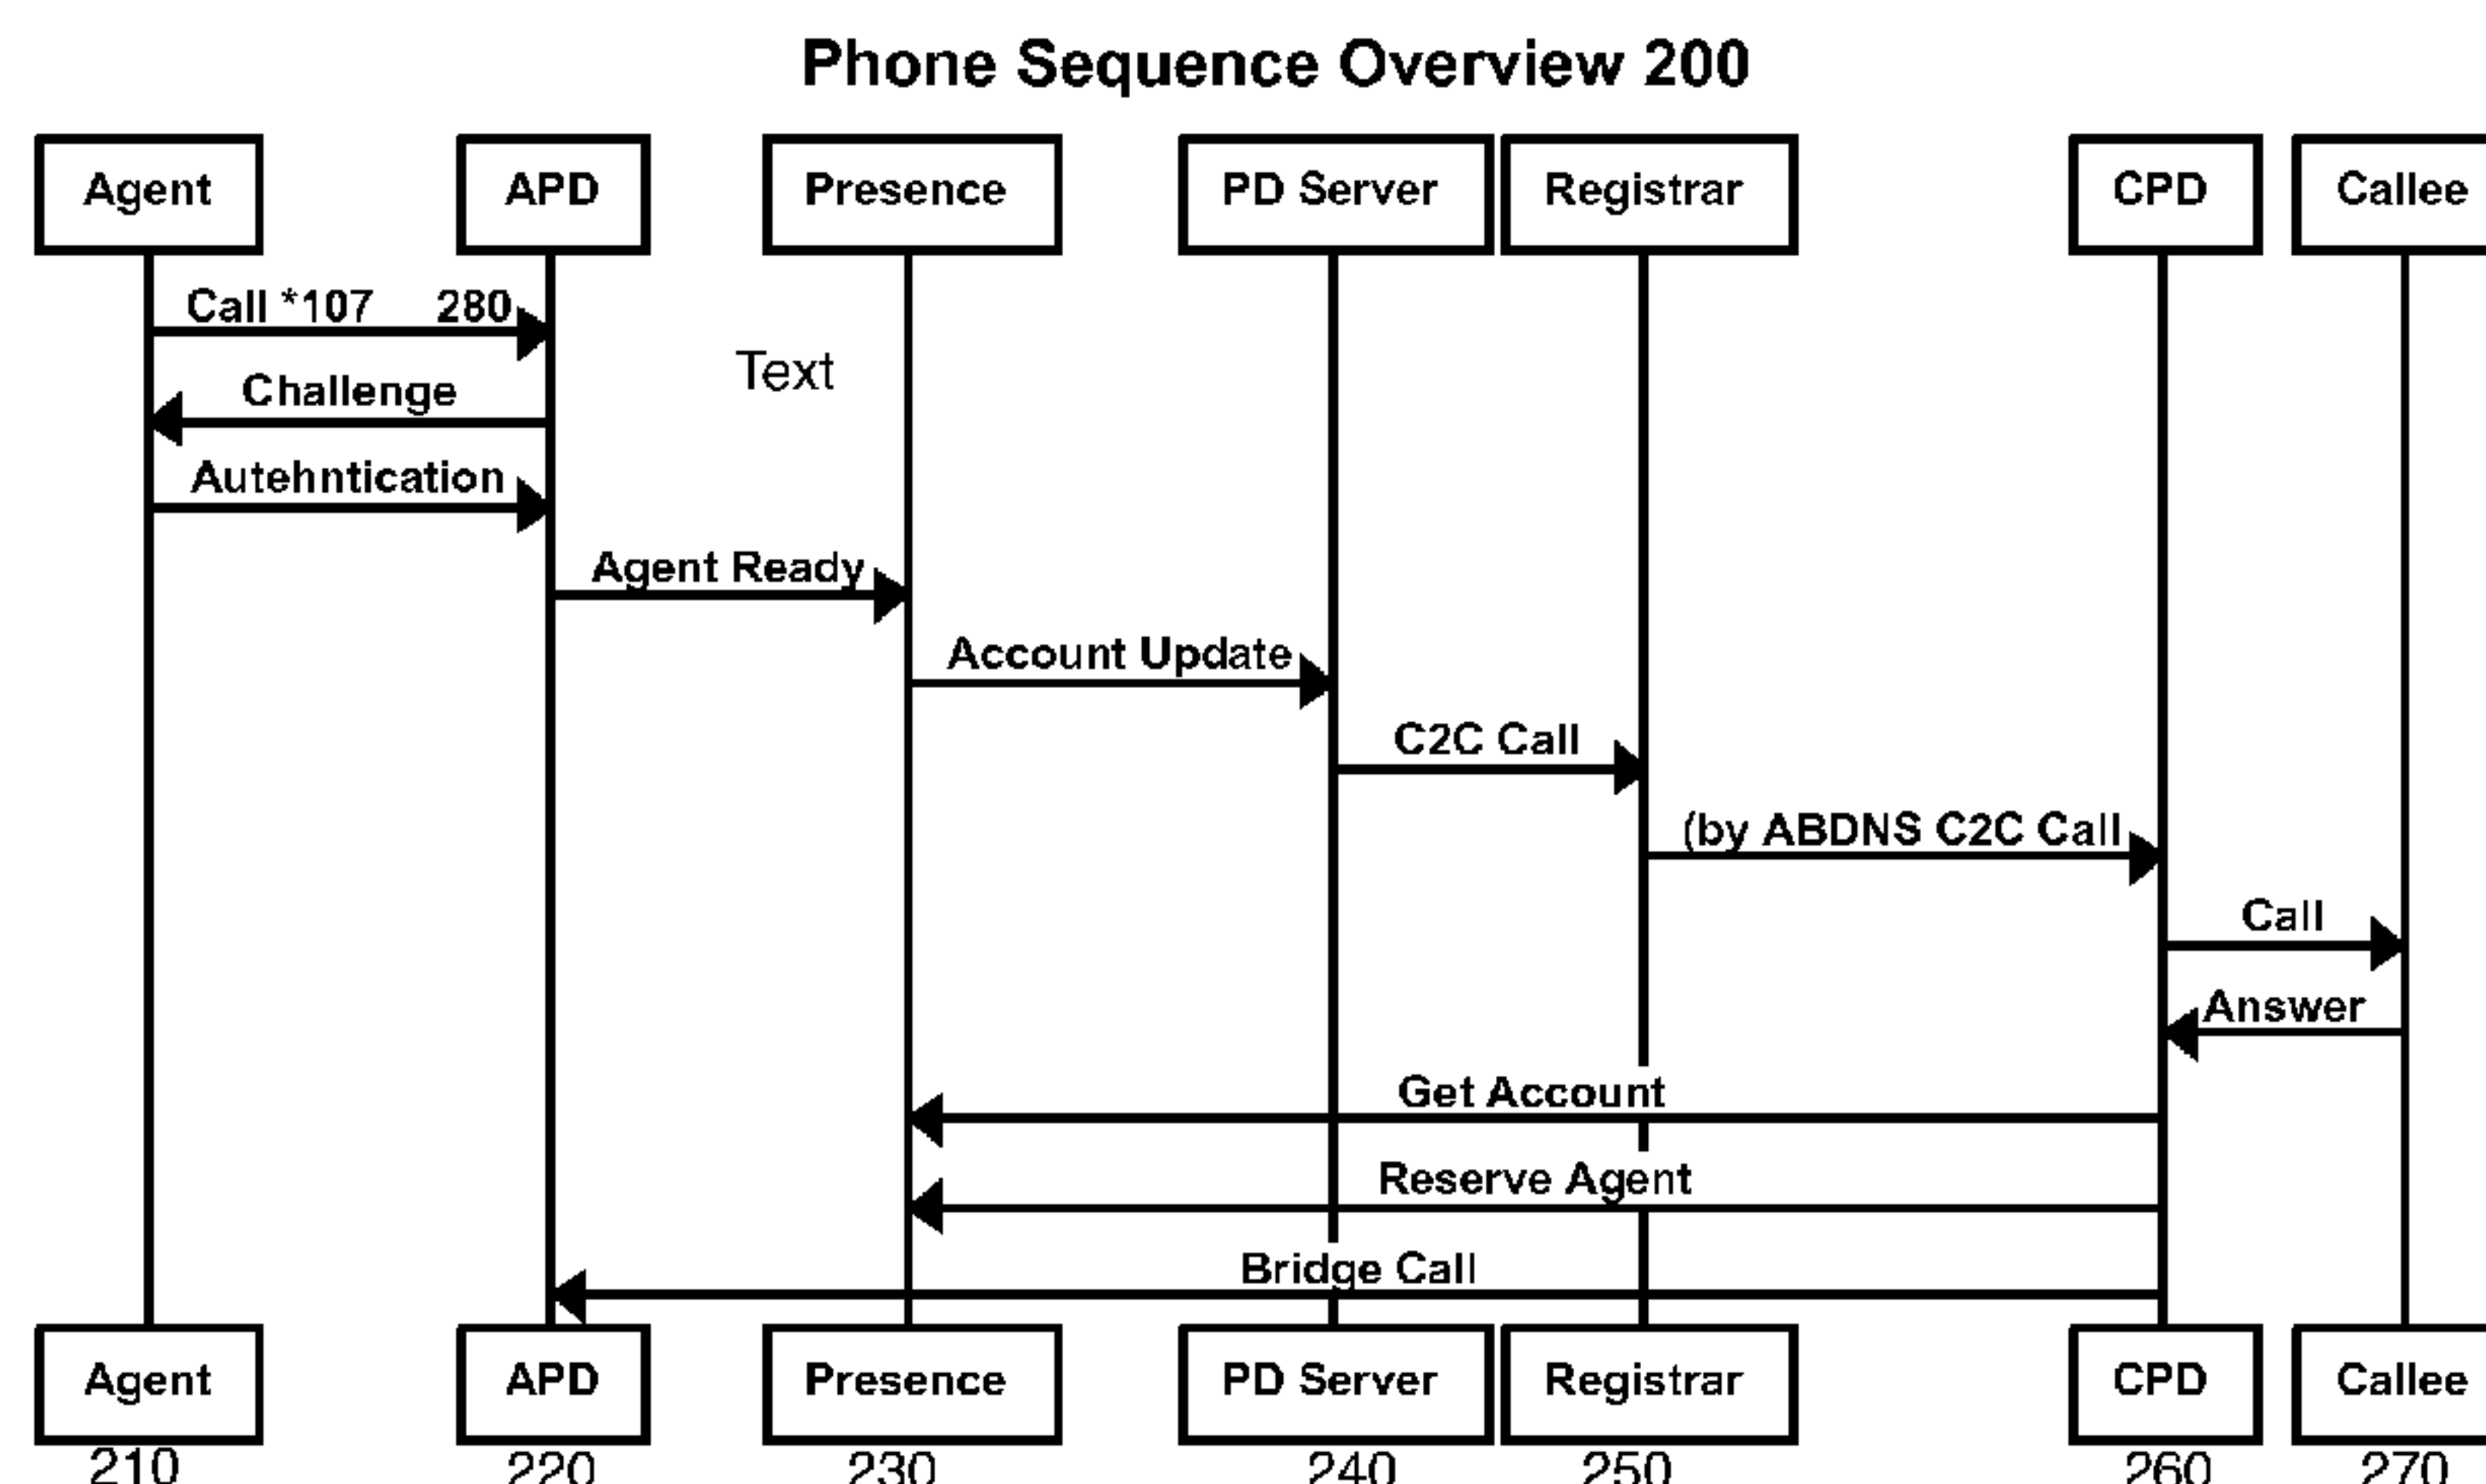 Phone Sequence Overview 200
Agent APD Presence PD Server Registrar CPD Callee
Call *107 280
Text
Challenge
Autehntication
Agent Ready
Account Update
C2C Call
(by ABDNS C2C Call
Call
Answer
Get Account
Reserve Agent
Bridge Call
Agent APD Presence PD Server Registrar CPD Callee
210 220 230 240 250 260 270